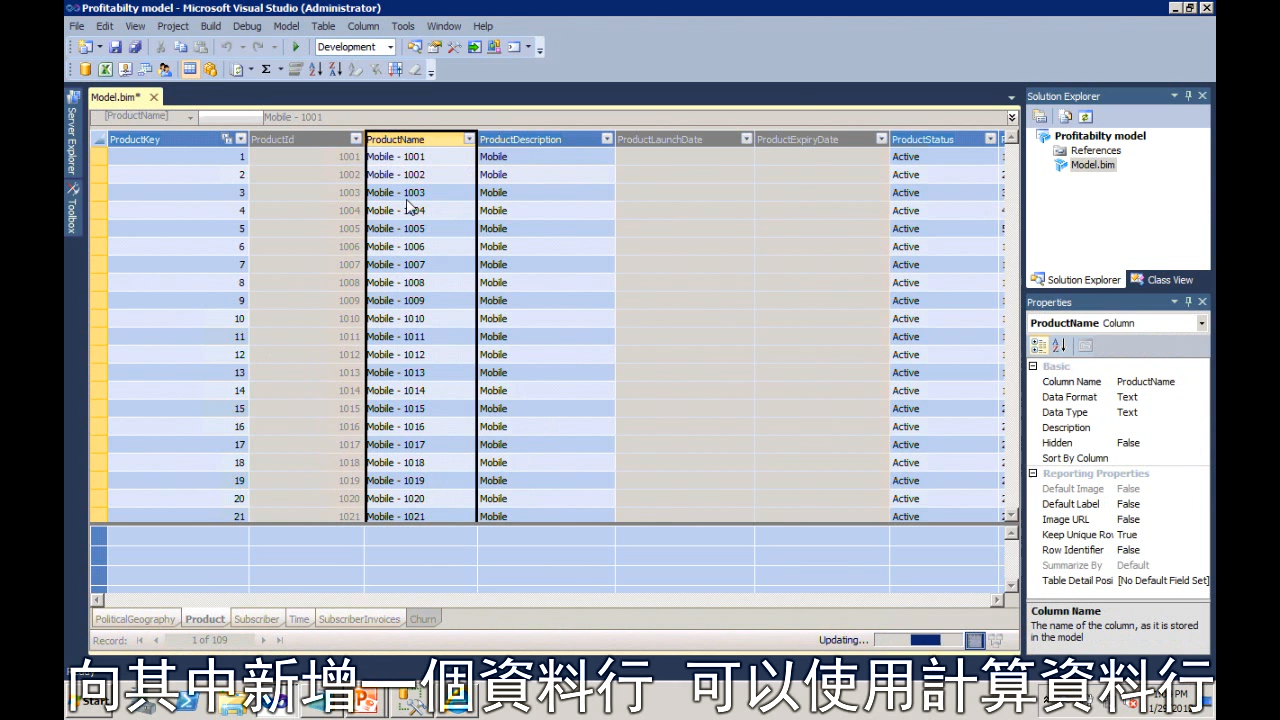 Profitabilty model - Microsoft Visual Studio (Administrator)
File Edit View Project Build Debug Model Table Column Tools Window Help
Development
Model.bim*
[ProductName] Mobile - 1001
ProductKey ProductId ProductName ProductDescription ProductLaunchDate ProductExpiryDate ProductStatus
1 1001 Mobile - 1001 Mobile Active
2 1002 Mobile - 1002 Mobile Active
3 1003 Mobile - 1003 Mobile Active
4 1004 Mobile - 1004 Mobile Active
5 1005 Mobile - 1005 Mobile Active
6 1006 Mobile - 1006 Mobile Active
7 1007 Mobile - 1007 Mobile Active
8 1008 Mobile - 1008 Mobile Active
9 1009 Mobile - 1009 Mobile Active
10 1010 Mobile - 1010 Mobile Active
11 1011 Mobile - 1011 Mobile Active
12 1012 Mobile - 1012 Mobile Active
13 1013 Mobile - 1013 Mobile Active
14 1014 Mobile - 1014 Mobile Active
15 1015 Mobile - 1015 Mobile Active
16 1016 Mobile - 1016 Mobile Active
17 1017 Mobile - 1017 Mobile Active
18 1018 Mobile - 1018 Mobile Active
19 1019 Mobile - 1019 Mobile Active
20 1020 Mobile - 1020 Mobile Active
21 1021 Mobile - 1021 Mobile Active
PoliticalGeography Product Subscriber Time SubscriberInvoices Churn
Record: 1 of 109 Updating...
Server Explorer
Toolbox
Solution Explorer
Profitabilty model
References
Model.bim
Solution Explorer Class View
Properties
ProductName Column
Basic
Column Name ProductName
Data Format Text
Data Type Text
Description
Hidden False
Sort By Column
Reporting Properties
Default Image False
Default Label False
Image URL False
Keep Unique Ro True
Row Identifier False
Summarize By Default
Table Detail Posi [No Default Field Set]
Column Name
The name of the column, as it is stored
in the model
向其中新增一個資料行 可以使用計算資料行
Start